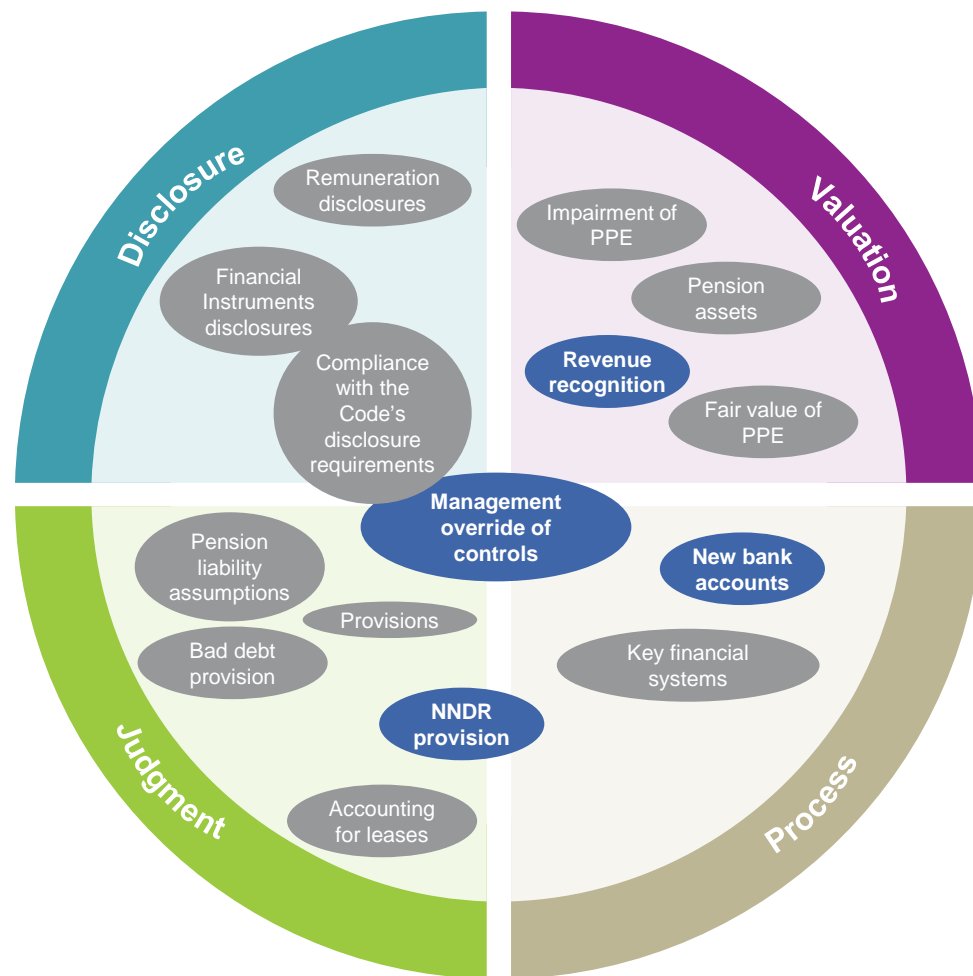 Disclosure
Remuneration
disclosures
Financial
Instruments
disclosures
Compliance
with the
Code’s
disclosure
requirements
Valuation
Impairment of
PPE
Pension
assets
Revenue
recognition
Fair value of
PPE
Management
override of
controls
Judgment
Pension
liability
assumptions
Provisions
Bad debt
provision
NNDR
provision
Accounting
for leases
Process
New bank
accounts
Key financial
systems